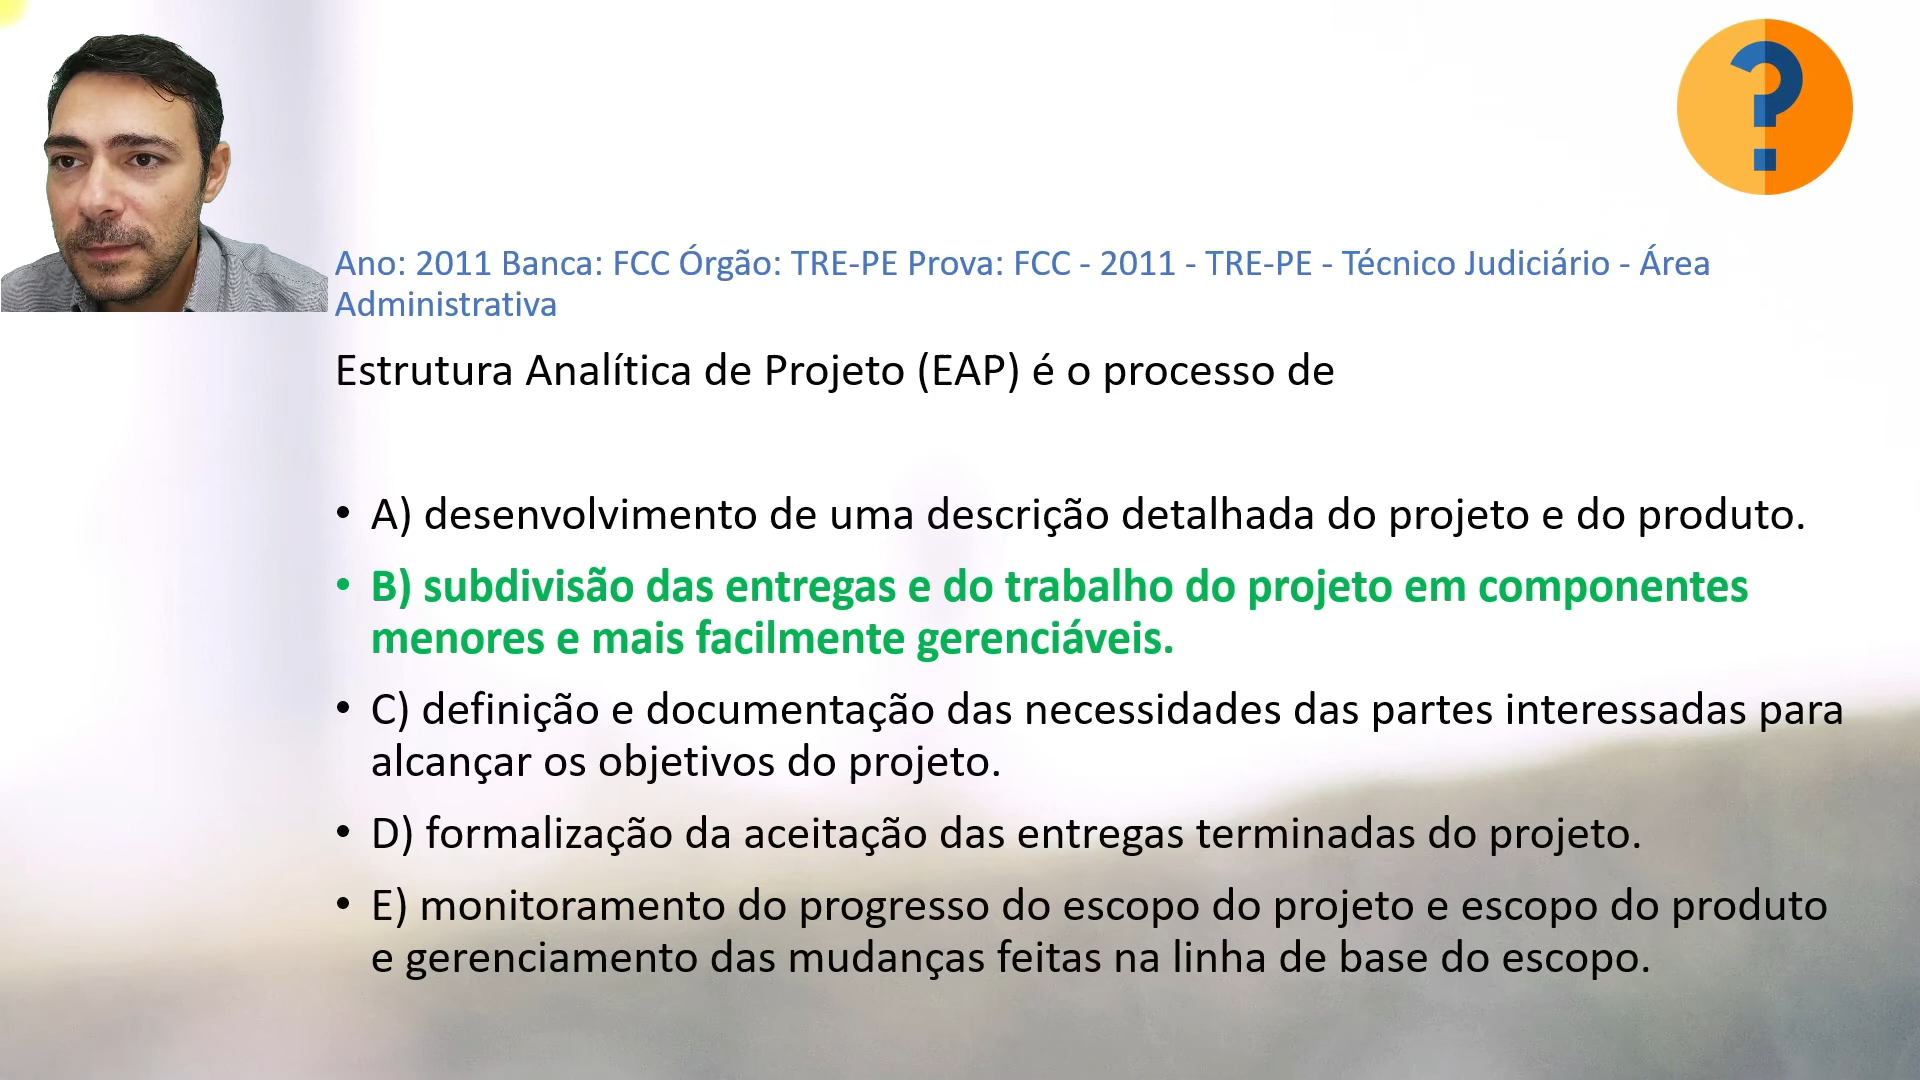 Ano: 2011 Banca: FCC Órgão: TRE-PE Prova: FCC - 2011 - TRE-PE - Técnico Judiciário - Área
Administrativa
Estrutura Analítica de Projeto (EAP) é o processo de
• A) desenvolvimento de uma descrição detalhada do projeto e do produto.
• B) subdivisão das entregas e do trabalho do projeto em componentes
menores e mais facilmente gerenciáveis.
• C) definição e documentação das necessidades das partes interessadas para
alcançar os objetivos do projeto.
• D) formalização da aceitação das entregas terminadas do projeto.
• E) monitoramento do progresso do escopo do projeto e escopo do produto
e gerenciamento das mudanças feitas na linha de base do escopo.